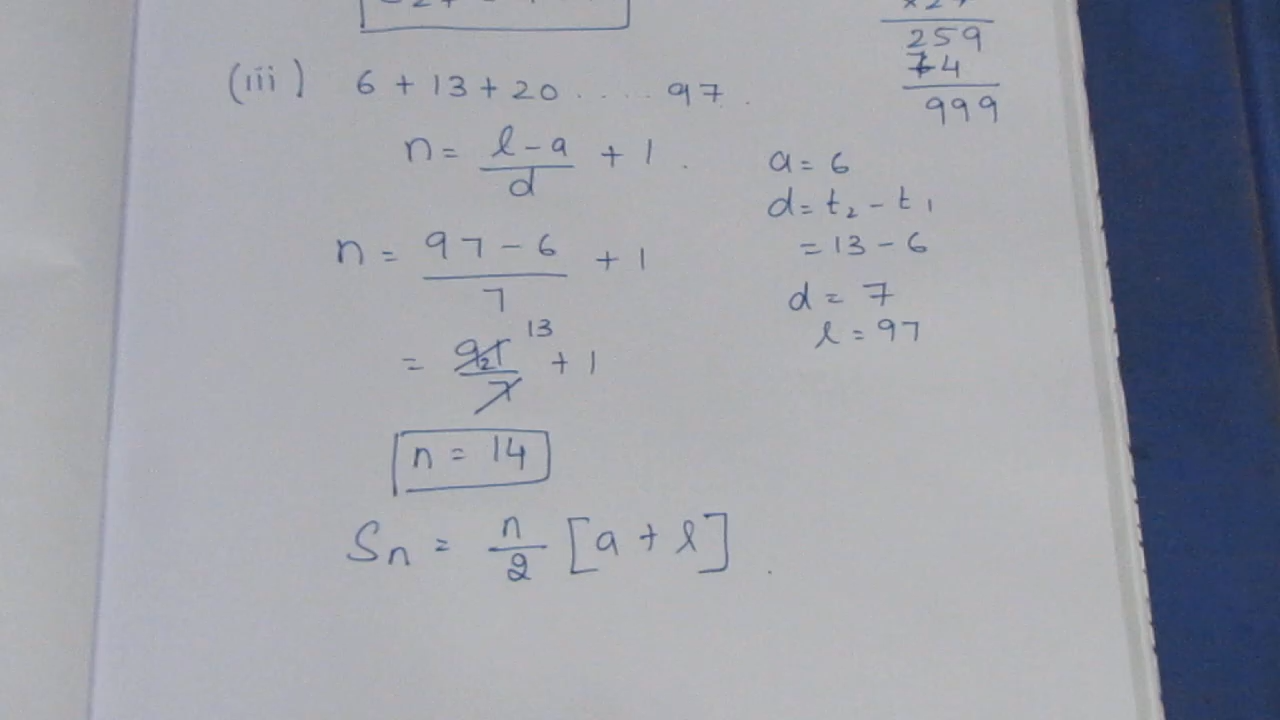 259
74
999
(iii) 6 + 13 + 20 ..... 97.
n = l - a / d + 1.
a = 6
d = t₂ - t₁
= 13 - 6
d = 7
l = 97
n = 97 - 6 / 7 + 1
= 91 / 7 13 + 1
n = 14
Sn = n/2 [a + l].